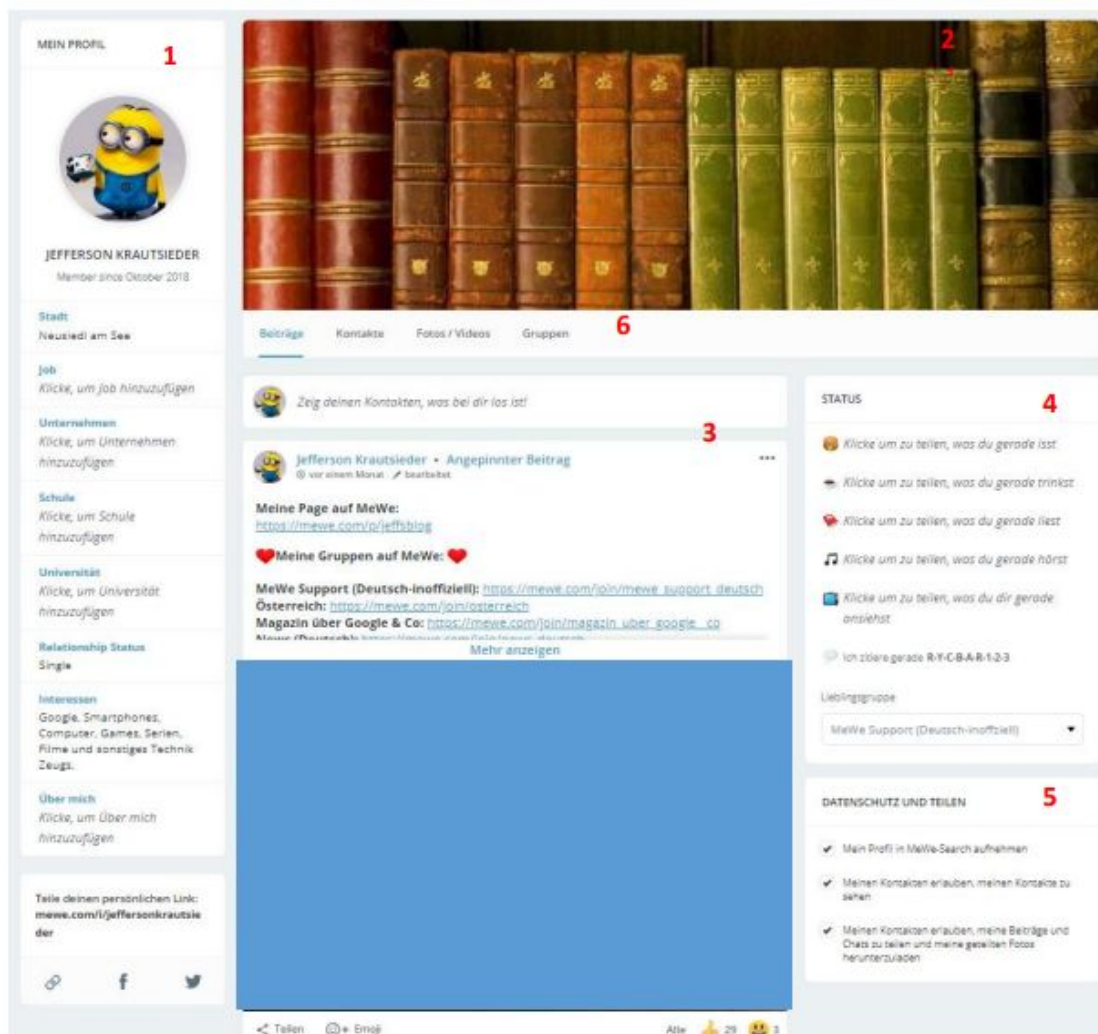 MEIN PROFIL
1
JEFFERSON KRAUTSIEDER
Member since Oktober 2018
Stadt
Neusiedl am See
Job
Klicke, um Job hinzuzufügen
Unternehmen
Klicke, um Unternehmen
hinzuzufügen
Schule
Klicke, um Schule
hinzuzufügen
Universität
Klicke, um Universität
hinzuzufügen
Relationship Status
Single
Interessen
Google, Smartphones,
Computer, Games, Serien,
Filme und sonstiges Technik
Zeugs.
Über mich
Klicke, um Über mich
hinzuzufügen
Teile deinen persönlichen Link:
mewe.com/i/jeffersonkrautsie
der
2
6
Beiträge Kontakte Fotos / Videos Gruppen
Zeig deinen Kontakten, was bei dir los ist!
3
Jefferson Krautsieder • Angepinnter Beitrag
vor einem Monat · bearbeitet
Meine Page auf MeWe:
https://mewe.com/p/jeffsblog
Meine Gruppen auf MeWe:
MeWe Support (Deutsch-inoffiziell): https://mewe.com/join/mewe_support_deutsch
Österreich: https://mewe.com/join/osterreich
Magazin über Google & Co: https://mewe.com/join/magazin_uber_google__co
News (Deutsch): https://mewe.com/join/news_deutsch
Mehr anzeigen
Teilen + Emoji Alle 29 3
STATUS
4
Klicke um zu teilen, was du gerade isst
Klicke um zu teilen, was du gerade trinkst
Klicke um zu teilen, was du gerade liest
Klicke um zu teilen, was du gerade hörst
Klicke um zu teilen, was du dir gerade
ansiehst
Ich zitiere gerade R-Y-C-B-A-R-1-2-3
Lieblingsgruppe
MeWe Support (Deutsch-inoffiziell)
DATENSCHUTZ UND TEILEN
5
Mein Profil in MeWe-Search aufnehmen
Meinen Kontakten erlauben, meinen Kontakte zu
sehen
Meinen Kontakten erlauben, meine Beiträge und
Chats zu teilen und meine geteilten Fotos
herunterzuladen